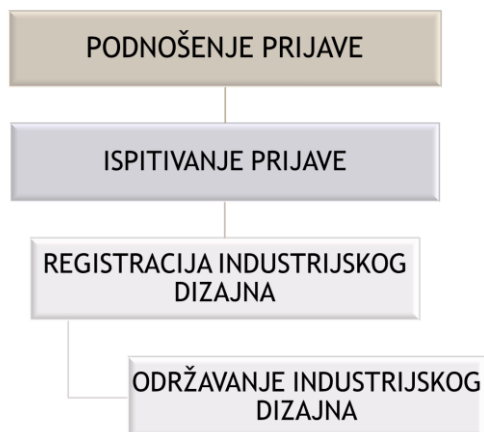 PODNOŠENJE PRIJAVE
ISPITIVANJE PRIJAVE
REGISTRACIJA INDUSTRIJSKOG
DIZAJNA
ODRŽAVANJE INDUSTRIJSKOG
DIZAJNA